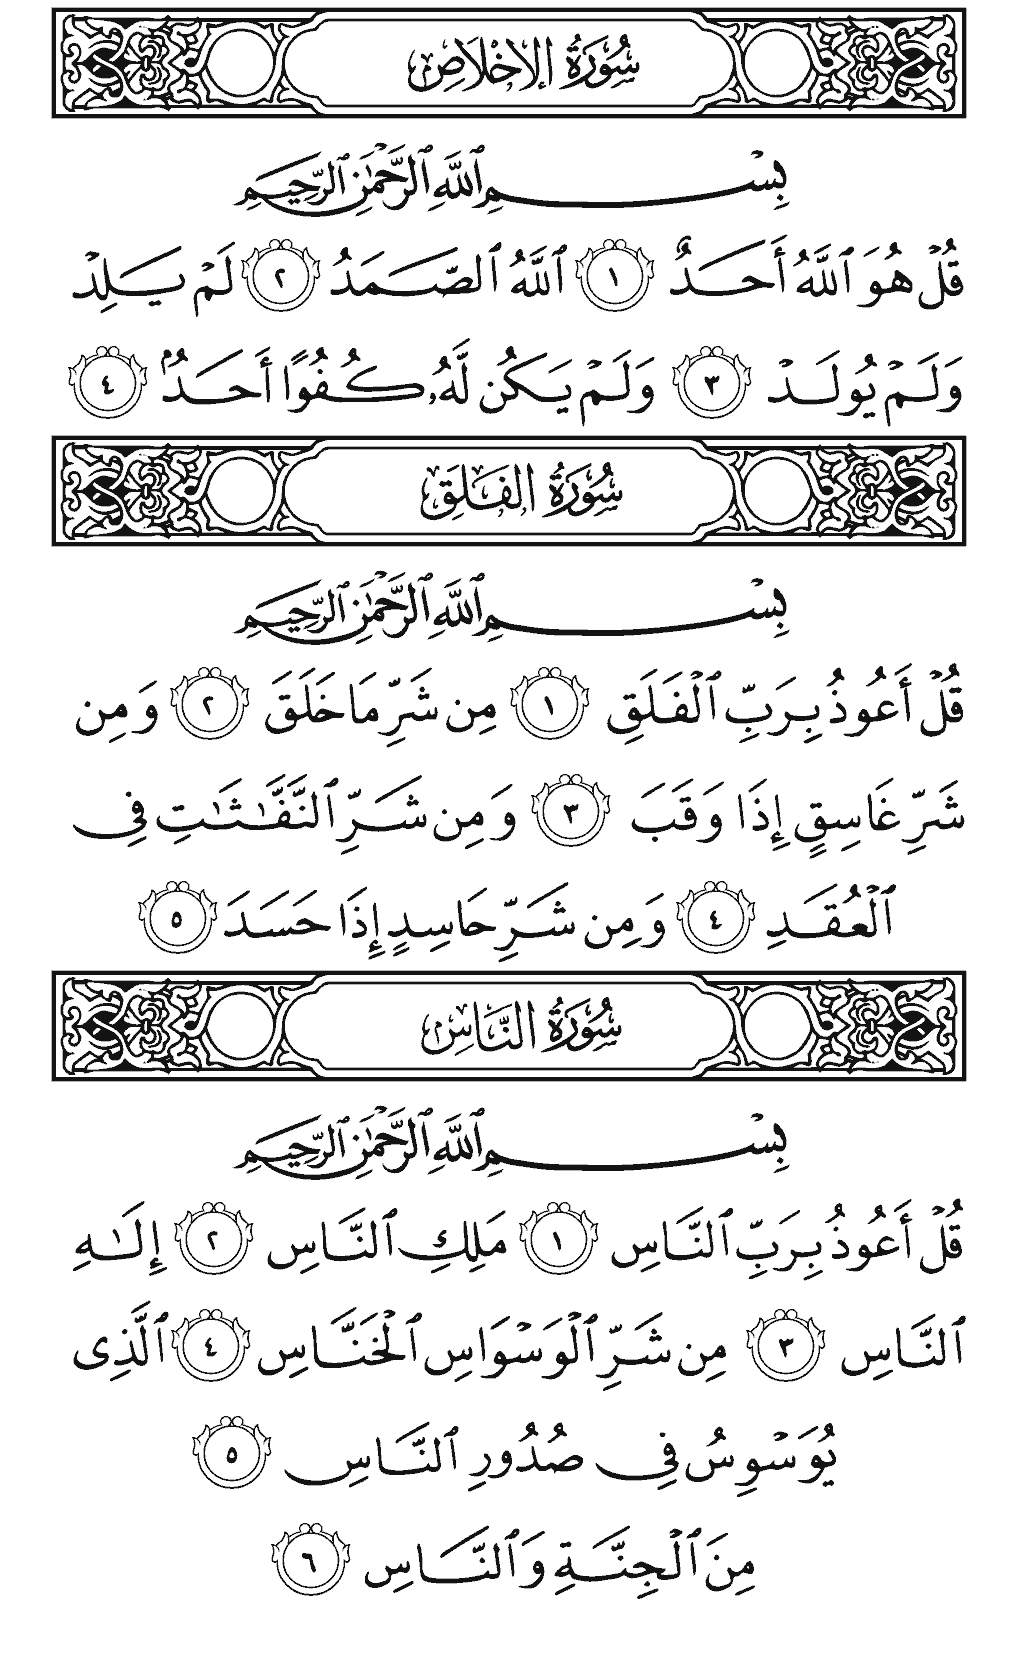 سُورَةُ الإِخْلَاصِ
بِسْمِ ٱللَّهِ ٱلرَّحْمَٰنِ ٱلرَّحِيمِ
قُلْ هُوَ ٱللَّهُ أَحَدٌ ١ ٱللَّهُ ٱلصَّمَدُ ٢ لَمْ يَلِدْ
وَلَمْ يُولَدْ ٣ وَلَمْ يَكُن لَّهُۥ كُفُوًا أَحَدٌۢ ٤
سُورَةُ الفَلَقِ
بِسْمِ ٱللَّهِ ٱلرَّحْمَٰنِ ٱلرَّحِيمِ
قُلْ أَعُوذُ بِرَبِّ ٱلْفَلَقِ ١ مِن شَرِّ مَا خَلَقَ ٢ وَمِن
شَرِّ غَاسِقٍ إِذَا وَقَبَ ٣ وَمِن شَرِّ ٱلنَّفَّٰثَٰتِ فِى
ٱلْعُقَدِ ٤ وَمِن شَرِّ حَاسِدٍ إِذَا حَسَدَ ٥
سُورَةُ النَّاسِ
بِسْمِ ٱللَّهِ ٱلرَّحْمَٰنِ ٱلرَّحِيمِ
قُلْ أَعُوذُ بِرَبِّ ٱلنَّاسِ ١ مَلِكِ ٱلنَّاسِ ٢ إِلَٰهِ
ٱلنَّاسِ ٣ مِن شَرِّ ٱلْوَسْوَاسِ ٱلْخَنَّاسِ ٤ ٱلَّذِى
يُوَسْوِسُ فِى صُدُورِ ٱلنَّاسِ ٥
مِنَ ٱلْجِنَّةِ وَٱلنَّاسِ ٦